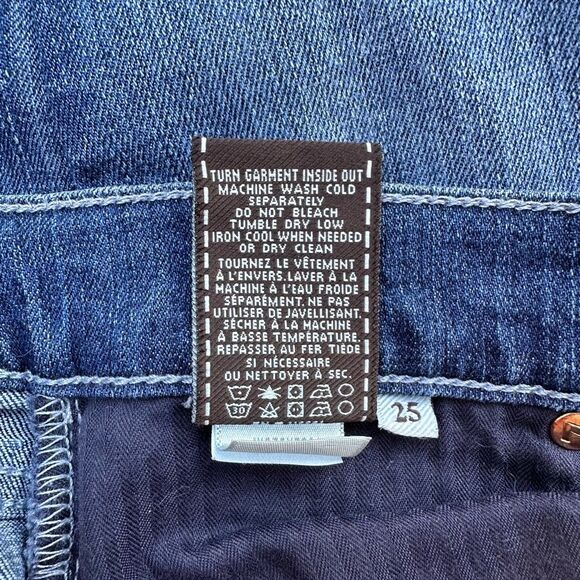 TURN GARMENT INSIDE OUT
MACHINE WASH COLD
SEPARATELY
DO NOT BLEACH
TUMBLE DRY LOW
IRON COOL WHEN NEEDED
OR DRY CLEAN
TOURNEZ LE VÊTEMENT
À L'ENVERS.LAVER À LA
MACHINE À L'EAU FROIDE
SÉPARÉMENT. NE PAS
UTILISER DE JAVELLISANT.
SÉCHER À LA MACHINE
À BASSE TEMPÉRATURE.
REPASSER AU FER TIÈDE
SI NÉCESSAIRE
OU NETTOYER À SEC.
30
25